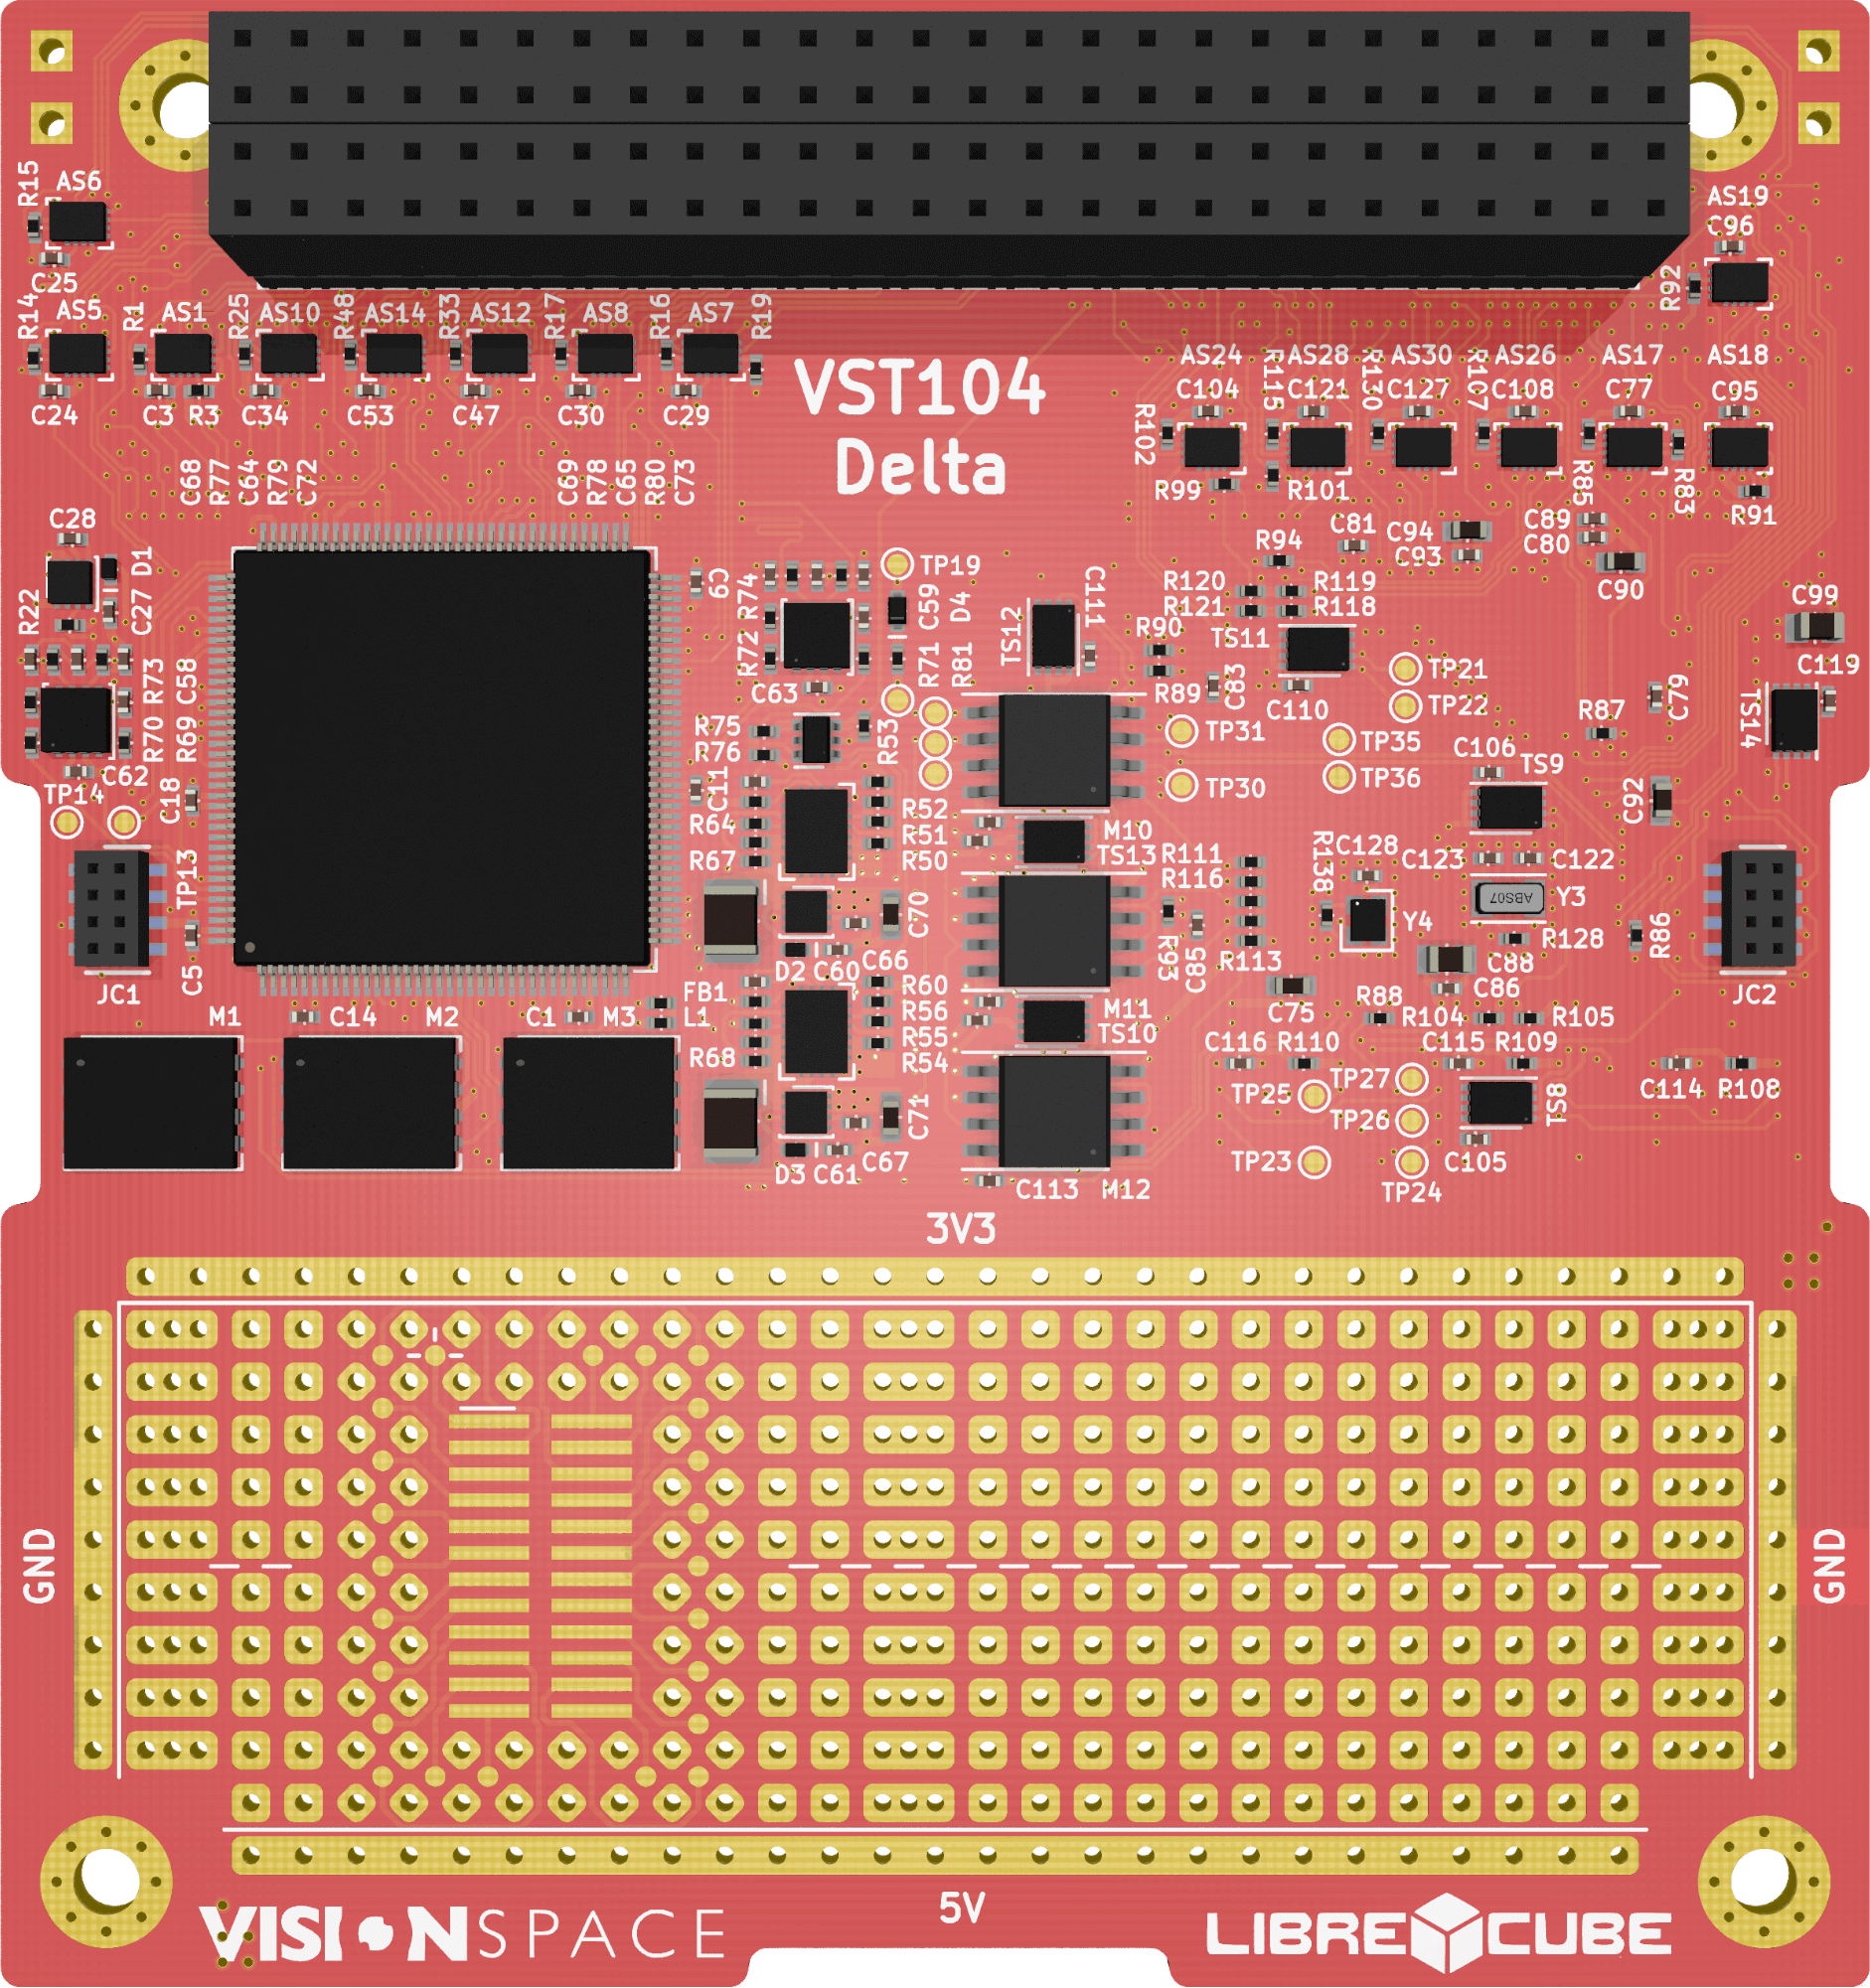 R15 AS6 AS19
C96
C25 R92
R14 AS5 R1 R25 AS10 R48 AS14 R33 AS12 R17 AS8 R16 AS7 R19
AS1
VST104
Delta
AS24 R115 AS28 R130 AS30 R107 AS26 AS17 AS18
C104 C121 C127 C108 C77 C95
C24 C3 R3 C34 C53 C47 C30 C29
R102
R99 R101 R85 R83 R91
C68 R77 C64 R79 C72 C69 R78 C65 R80 C73
C28 C81 C94 C89
R94 C93 C80
D1 TP19
C27 C9 R74 C59 D4 C111 R120 R119 C90
R22 R121 R118 C99
R72 TS12 R90 TS11
R73 C58 R71 R81 TP21 C119
C63 R89 C83 C110 TP22 C79
R70 R69 R75 R53 TP31 TP35 R87 TS14
R76
C62 C106 TS9
TP14 C18 C11 TP30 TP36 C92
R64 R52 M10
R51 TS13 R111 C128 C123 C122
R67 R50 R116 R138
TP13 C70 Y4 ABS07 Y3
R93 R113 R128 R86
C5 D2 C60 C66 C85 C88
JC1 FB1 R60 C86 JC2
M1 C14 M2 C1 M3 L1 R56 M11 C75 R88 R104 R105
R55 TS10 C116 R110 C115 R109
R68 R54 C114 R108
C71 TP25 TP27 TS8
TP26
D3 C61 C67 TP23 C105
C113 M12 TP24
3V3
GND GND
5V
VISIONSPACE LIBRECUBE